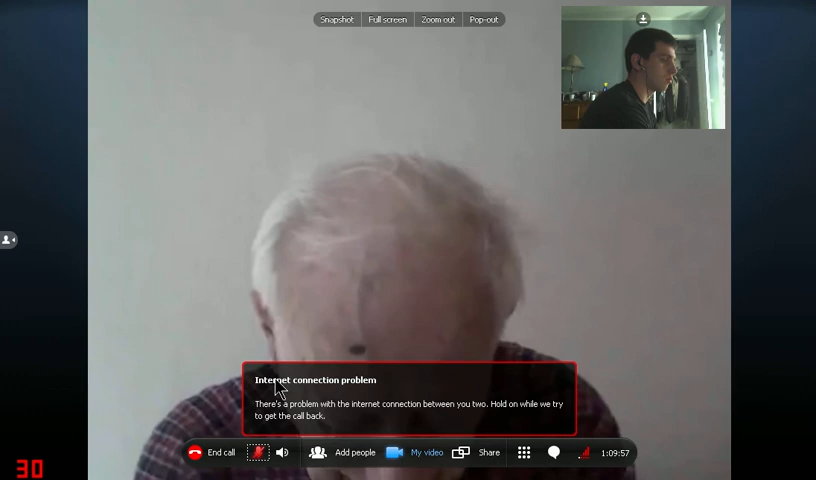 Snapshot Full screen Zoom out Pop-out
Internet connection problem
There's a problem with the internet connection between you two. Hold on while we try
to get the call back.
End call Add people My video Share 1:09:57
30